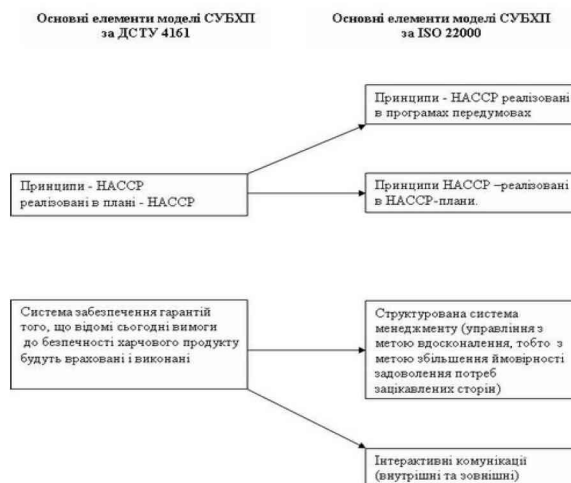 Основні елементи моделі СУБХП
за ДСТУ 4161
Основні елементи моделі СУБХП
за ISO 22000
Принципи - НАССР реалізовані
в програмах передумовах
Принципи - НАССР
реалізовані в плані - НАССР
Принципи НАССР –реалізовані
в НАССР-плани.
Система забезпечення гарантій
того, що відомі сьогодні вимоги
до безпечності харчового продукту
будуть враховані і виконані
Структурована система
менеджменту (управління з
метою вдосконалення, тобто з
метою збільшення ймовірності
задоволення потреб
зацікавлених сторін)
Інтерактивні комунікації
(внутрішні та зовнішні)